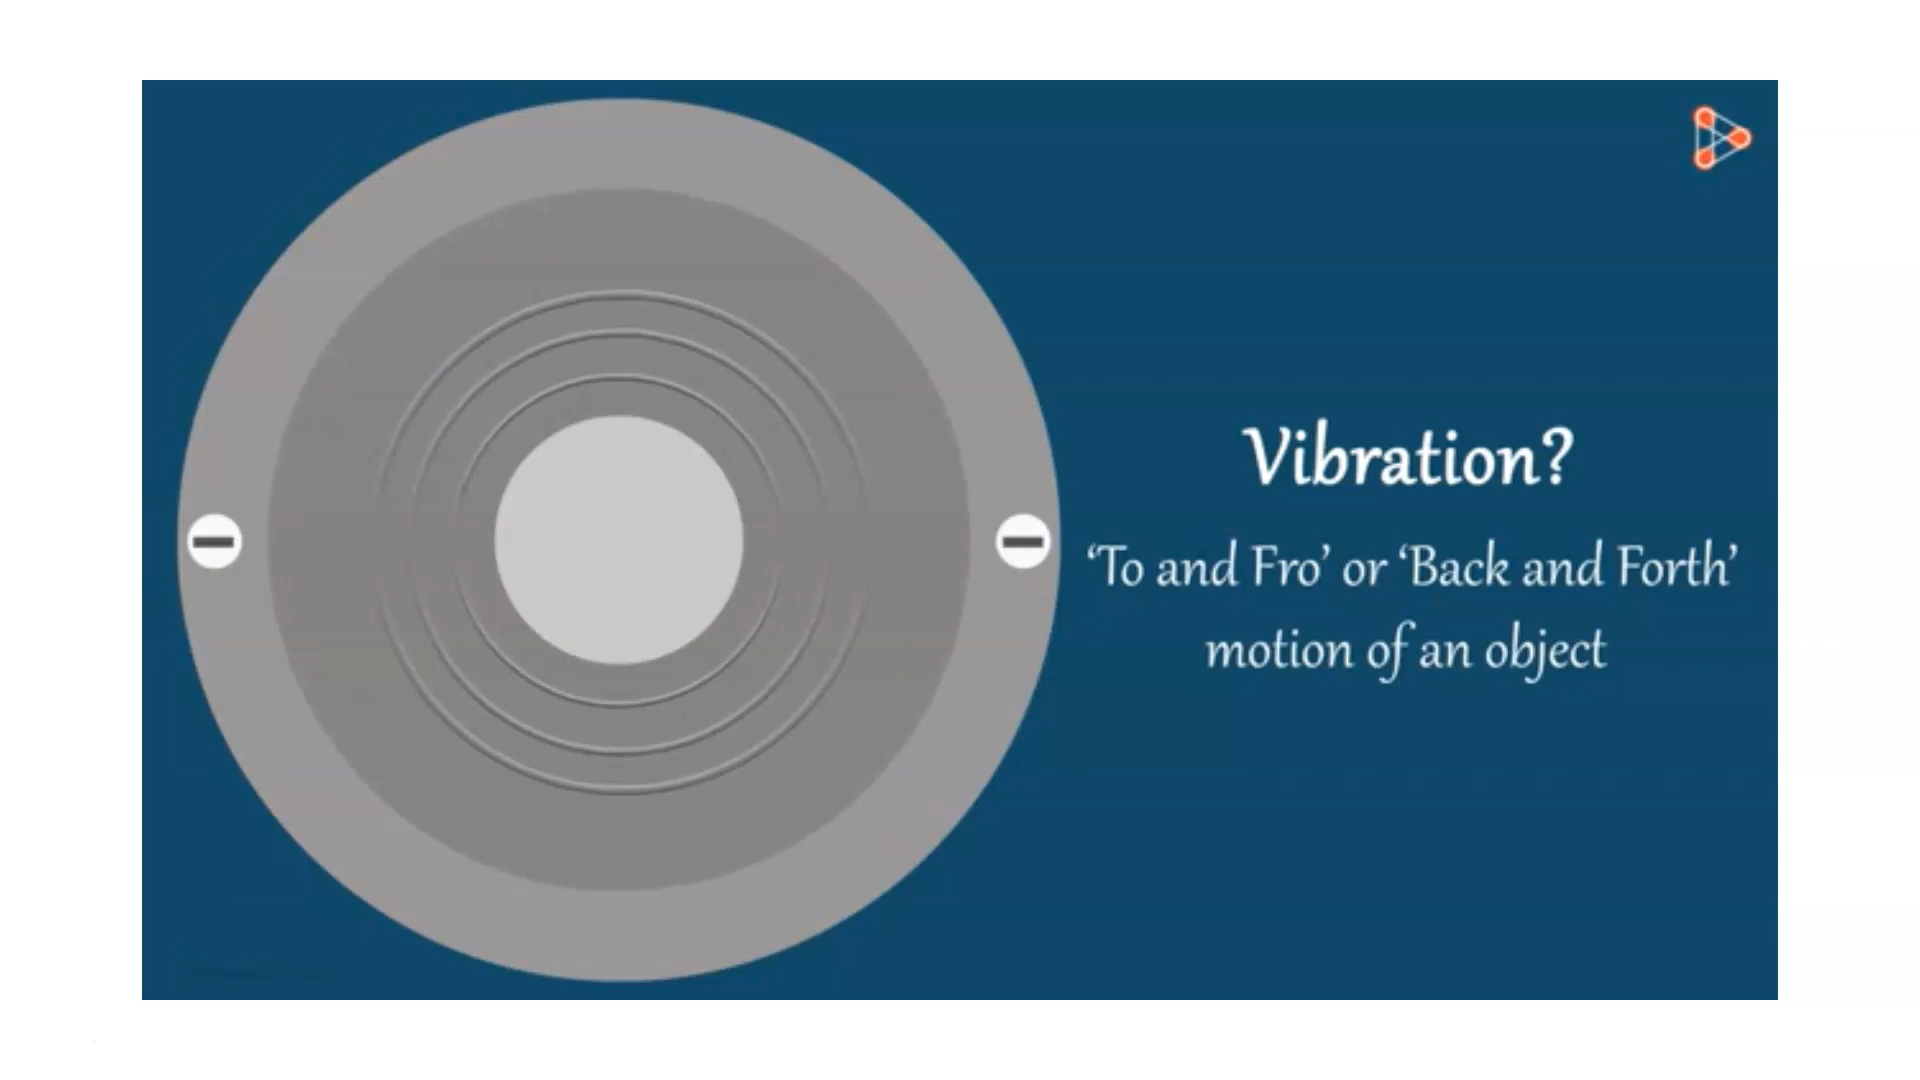 Vibration?
‘To and Fro’ or ‘Back and Forth’
motion of an object